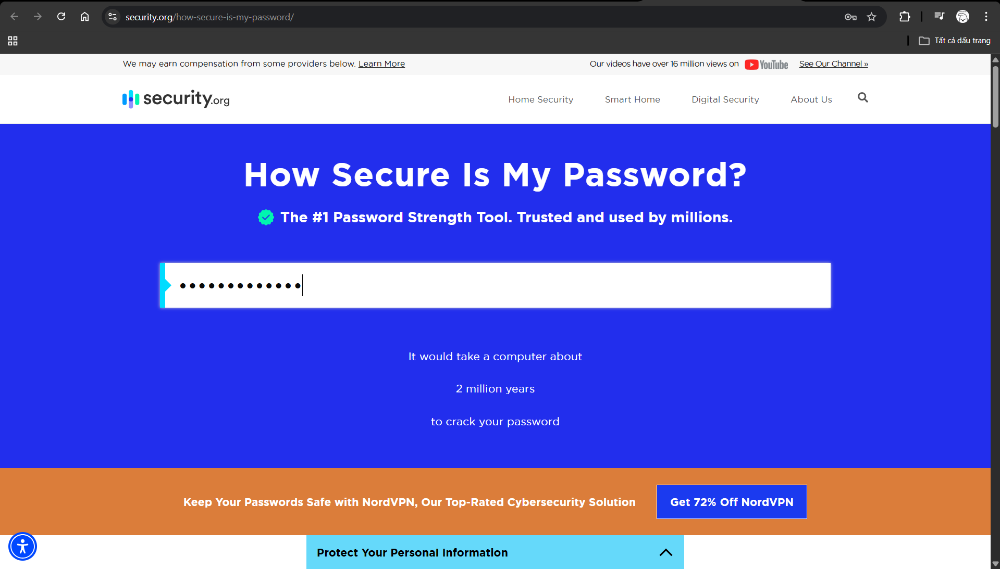 security.org/how-secure-is-my-password/
Tất cả dấu trang
We may earn compensation from some providers below. Learn More
Our videos have over 16 million views on YouTube See Our Channel »
security.org
Home Security Smart Home Digital Security About Us
How Secure Is My Password?
The #1 Password Strength Tool. Trusted and used by millions.
•••••••••••••
It would take a computer about
2 million years
to crack your password
Keep Your Passwords Safe with NordVPN, Our Top-Rated Cybersecurity Solution
Get 72% Off NordVPN
Protect Your Personal Information